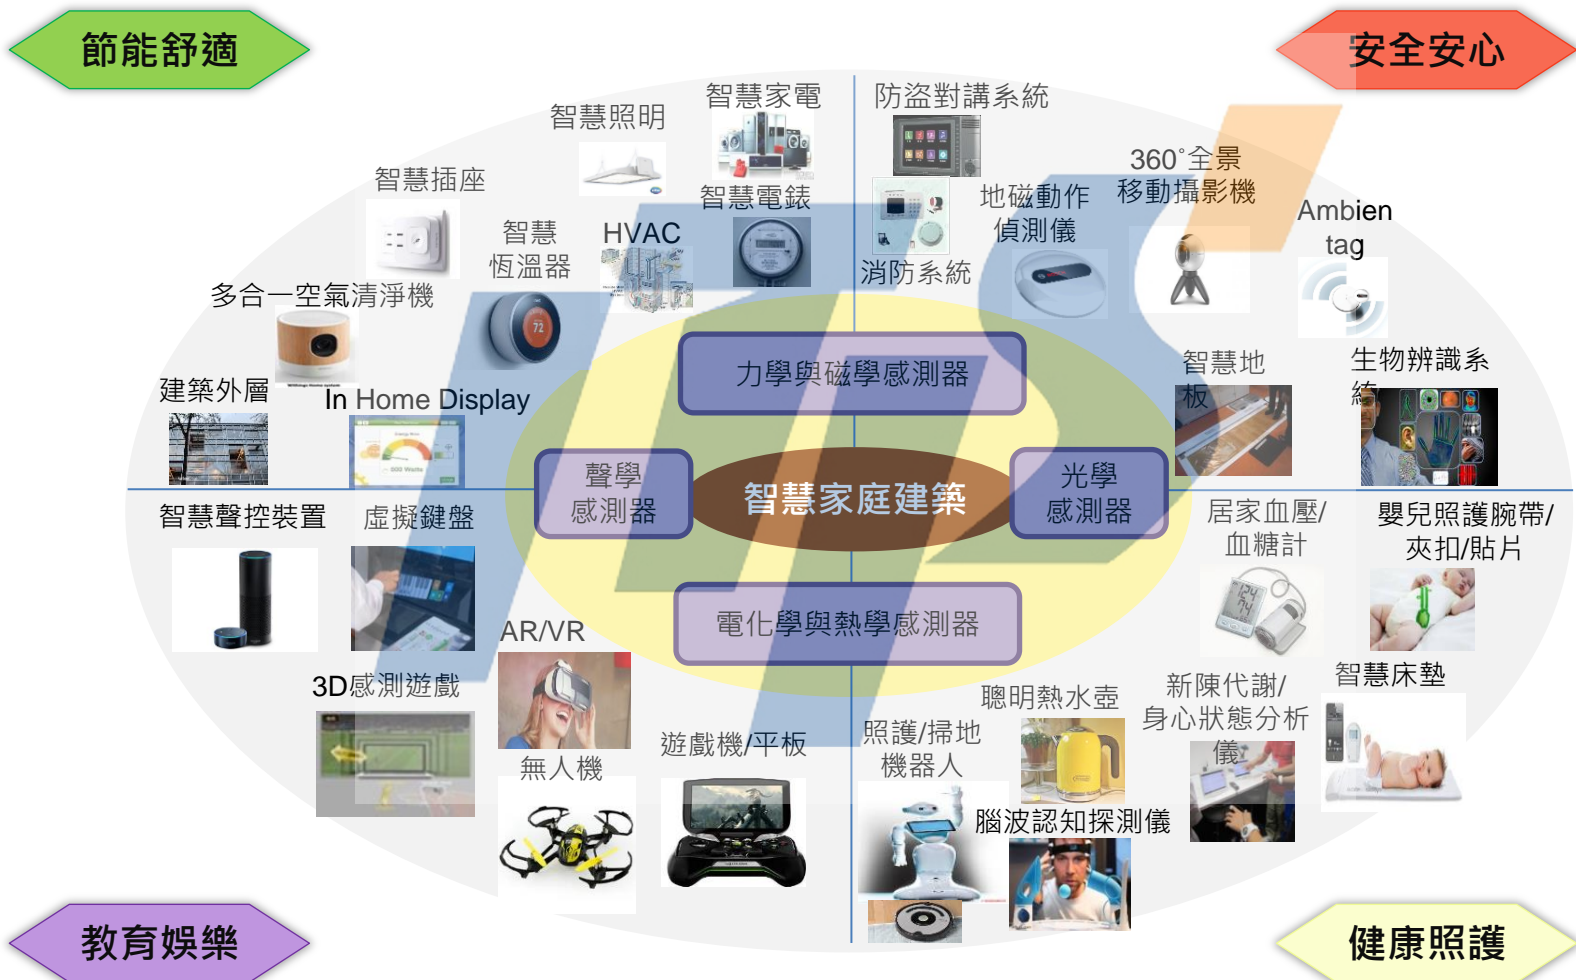 節能舒適
安全安心
智慧家電
防盜對講系統
智慧照明
360°全景
移動攝影機
智慧插座
智慧電錶
地磁動作
偵測儀
Ambien
tag
智慧
恆溫器
HVAC
消防系統
多合一空氣清淨機
72
力學與磁學感測器
智慧地
板
生物辨識系
統
建築外層
In Home Display
聲學
感測器
智慧家庭建築
光學
感測器
智慧聲控裝置
虛擬鍵盤
居家血壓/
血糖計
嬰兒照護腕帶/
夾扣/貼片
電化學與熱學感測器
AR/VR
3D感測遊戲
聰明熱水壺
新陳代謝/
身心狀態分析
儀
智慧床墊
無人機
遊戲機/平板
照護/掃地
機器人
腦波認知探測儀
教育娛樂
健康照護